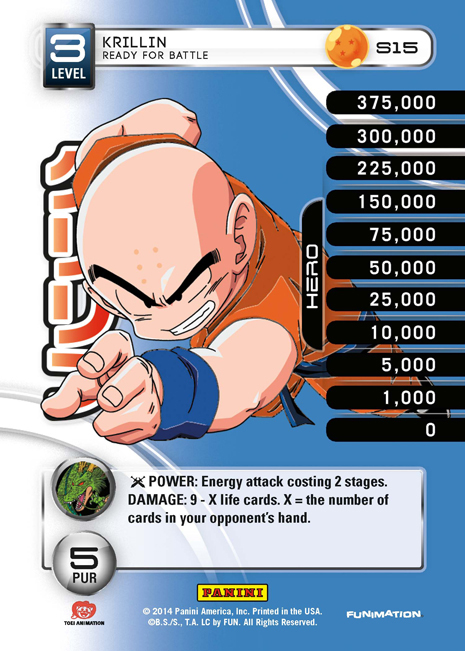 3
LEVEL
KRILLIN
READY FOR BATTLE
S15
375,000
300,000
225,000
150,000
75,000
50,000
25,000
10,000
5,000
1,000
0
HERO
POWER: Energy attack costing 2 stages.
DAMAGE: 9 - X life cards. X = the number of
cards in your opponent's hand.
5
PUR
PANINI
TOEI ANIMATION
© 2014 Panini America, Inc. Printed in the USA.
©B.S./S., T.A. LC by FUN. All Rights Reserved.
FUNIMATION